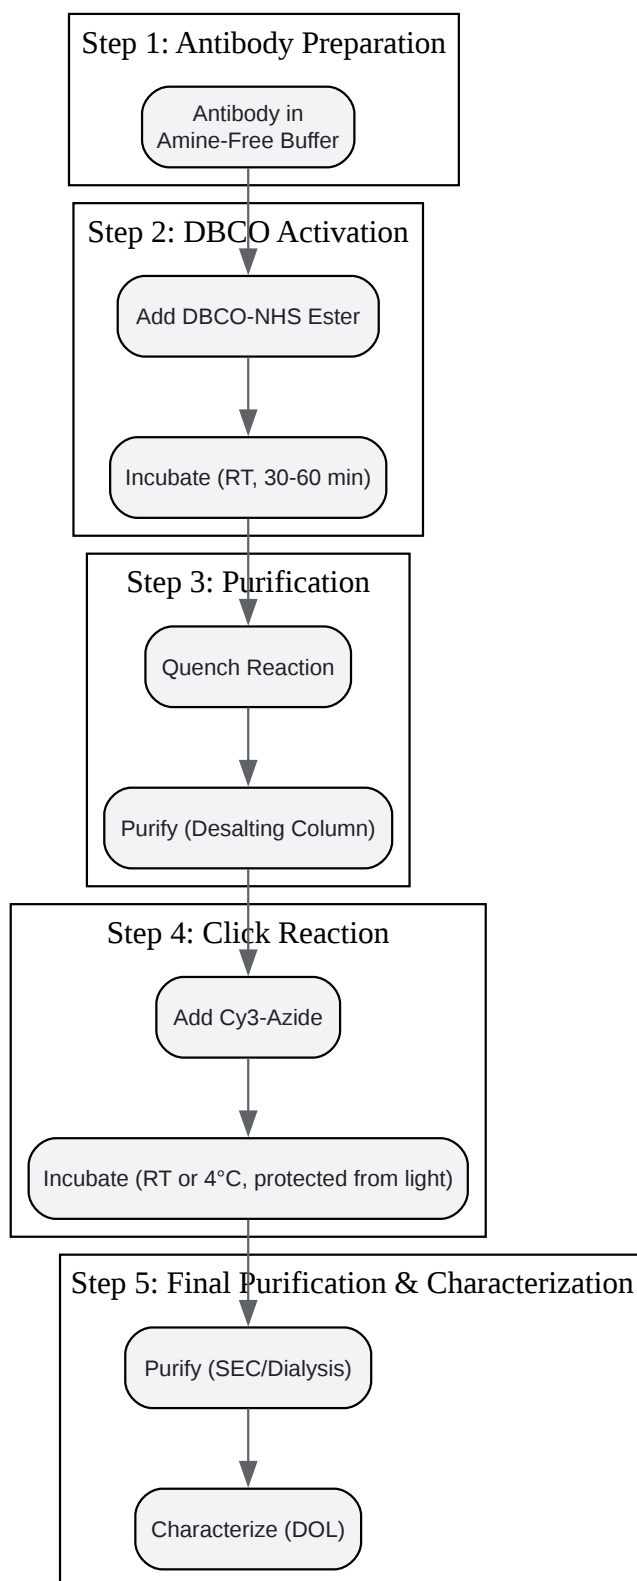 Step 1: Antibody Preparation
Antibody in
Amine-Free Buffer
Step 2: DBCO Activation
Add DBCO-NHS Ester
Incubate (RT, 30-60 min)
Step 3: Purification
Quench Reaction
Purify (Desalting Column)
Step 4: Click Reaction
Add Cy3-Azide
Incubate (RT or 4°C, protected from light)
Step 5: Final Purification & Characterization
Purify (SEC/Dialysis)
Characterize (DOL)